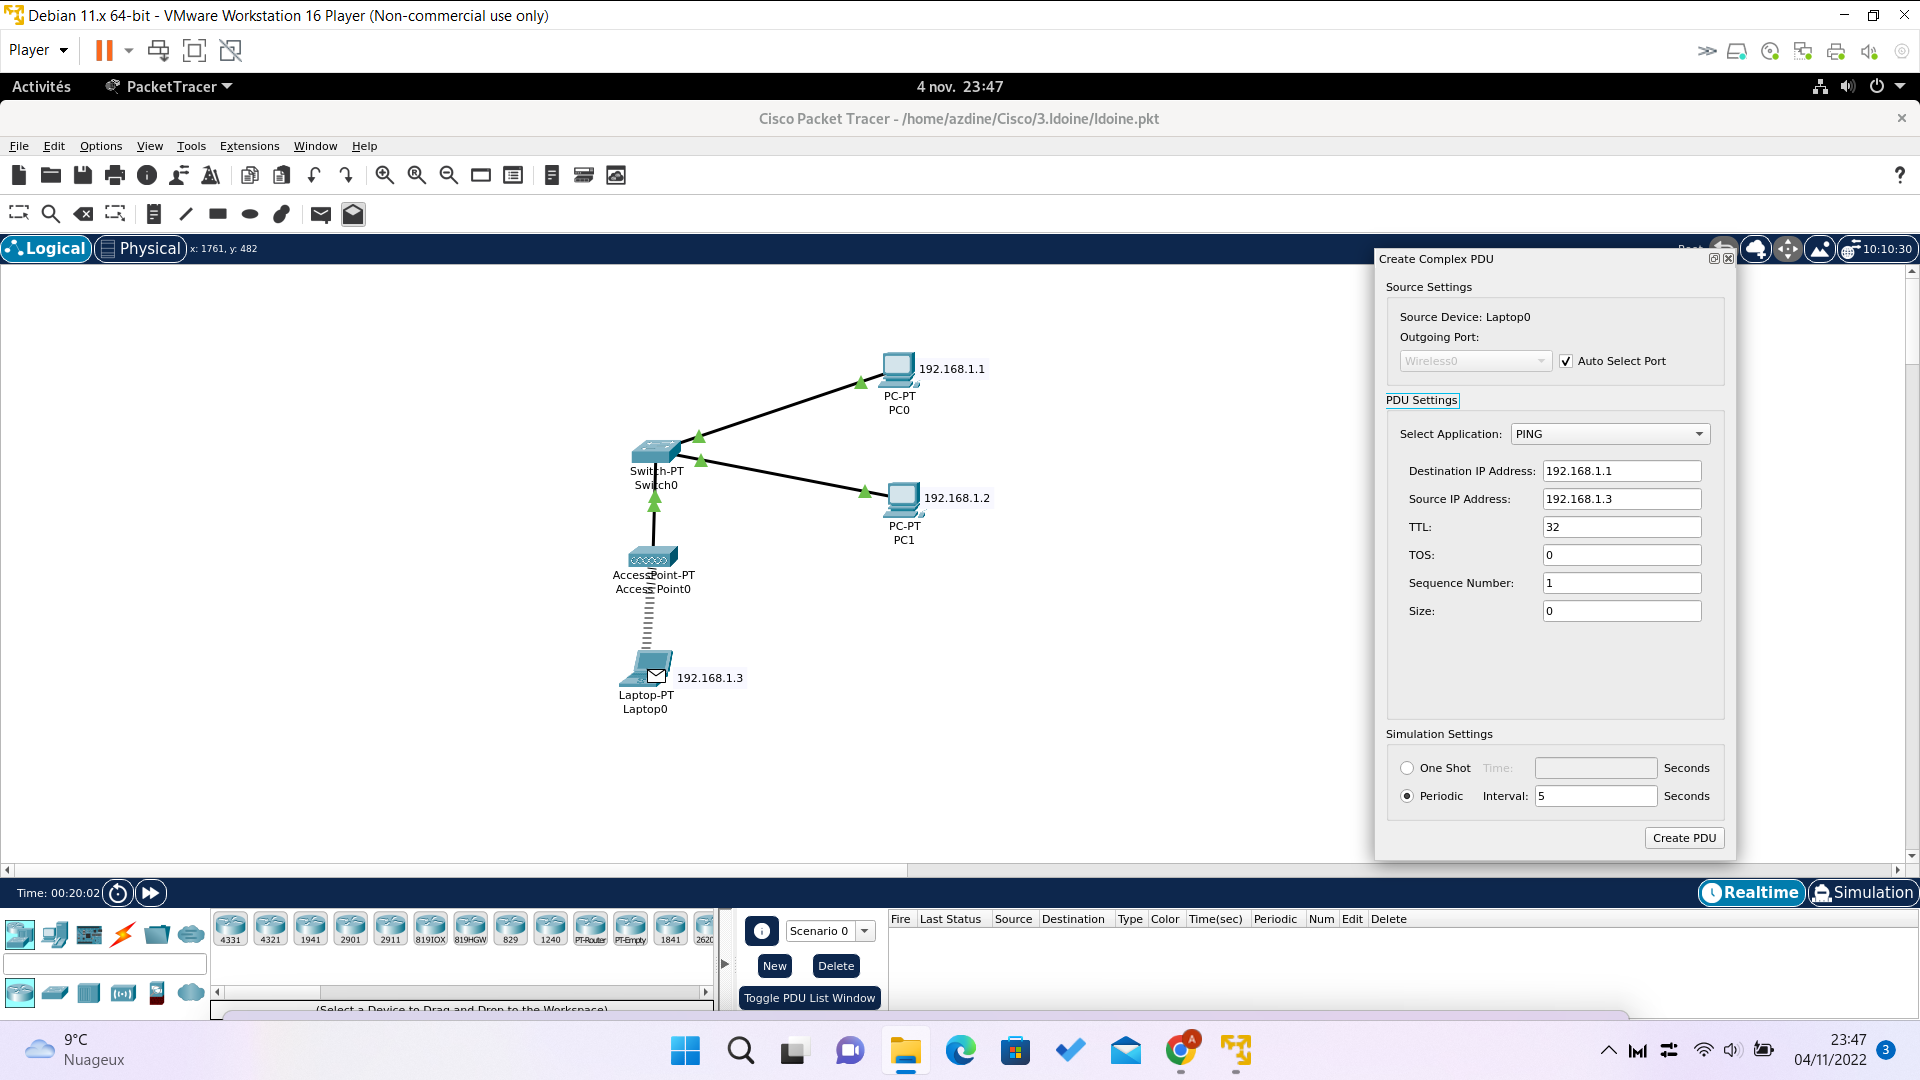 Debian 11.x 64-bit - VMware Workstation 16 Player (Non-commercial use only)
Player
Activités
PacketTracer
4 nov. 23:47
Cisco Packet Tracer - /home/azdine/Cisco/3.Idoine/Idoine.pkt
File Edit Options View Tools Extensions Window Help
Logical
Physical
x: 1761, y: 482
10:10:30
Create Complex PDU
Source Settings
Source Device: Laptop0
Outgoing Port:
Wireless0
Auto Select Port
PDU Settings
Select Application: PING
Destination IP Address: 192.168.1.1
Source IP Address: 192.168.1.3
TTL: 32
TOS: 0
Sequence Number: 1
Size: 0
Simulation Settings
One Shot Time: Seconds
Periodic Interval: 5 Seconds
Create PDU
192.168.1.1
PC-PT
PC0
Switch-PT
Switch0
192.168.1.2
PC-PT
PC1
AccessPoint-PT
Access Point0
192.168.1.3
Laptop-PT
Laptop0
Time: 00:20:02
Realtime
Simulation
4331 4321 1941 2901 2911 819IOX 819HGW 829 1240 PT-Router PT-Empty 1841 2620
(Select a Device to Drag and Drop to the Workspace)
Scenario 0
New
Delete
Toggle PDU List Window
Fire Last Status Source Destination Type Color Time(sec) Periodic Num Edit Delete
9°C
Nuageux
A
23:47
04/11/2022
3